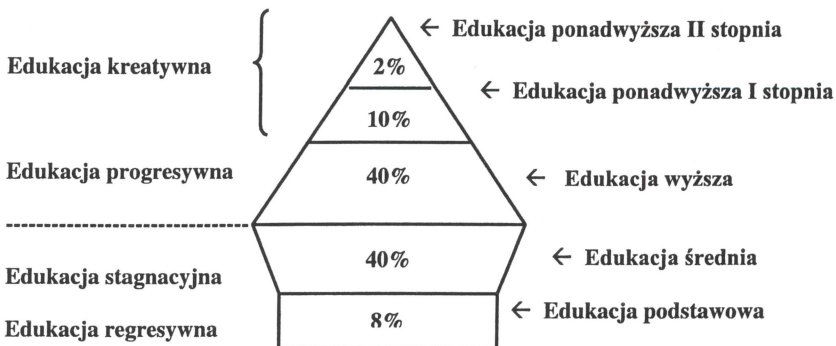 Edukacja ponadwyższa II stopnia
Edukacja kreatywna
2%
Edukacja ponadwyższa I stopnia
10%
Edukacja progresywna
40%
Edukacja wyższa
40%
Edukacja średnia
Edukacja stagnacyjna
Edukacja podstawowa
8%
Edukacja regresywna